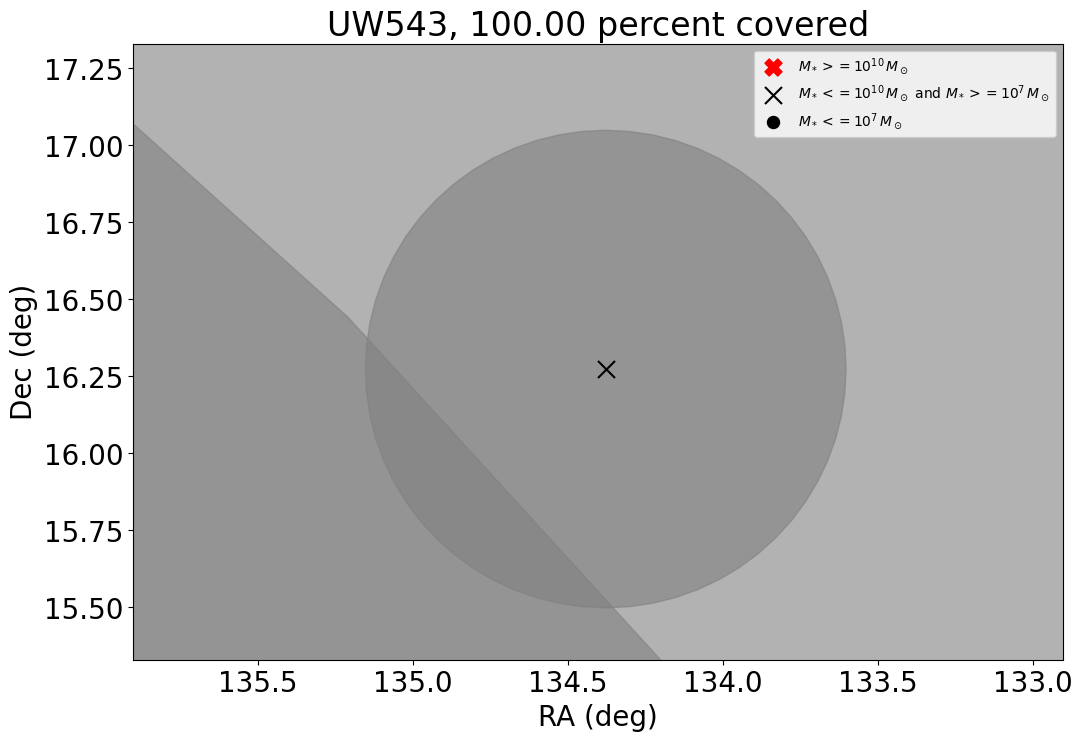 UW543, 100.00 percent covered
M* >= 10^10 M⊙
M* <= 10^10 M⊙ and M* >= 10^7 M⊙
M* <= 10^7 M⊙
Dec (deg)
17.25
17.00
16.75
16.50
16.25
16.00
15.75
15.50
135.5 135.0 134.5 134.0 133.5 133.0
RA (deg)